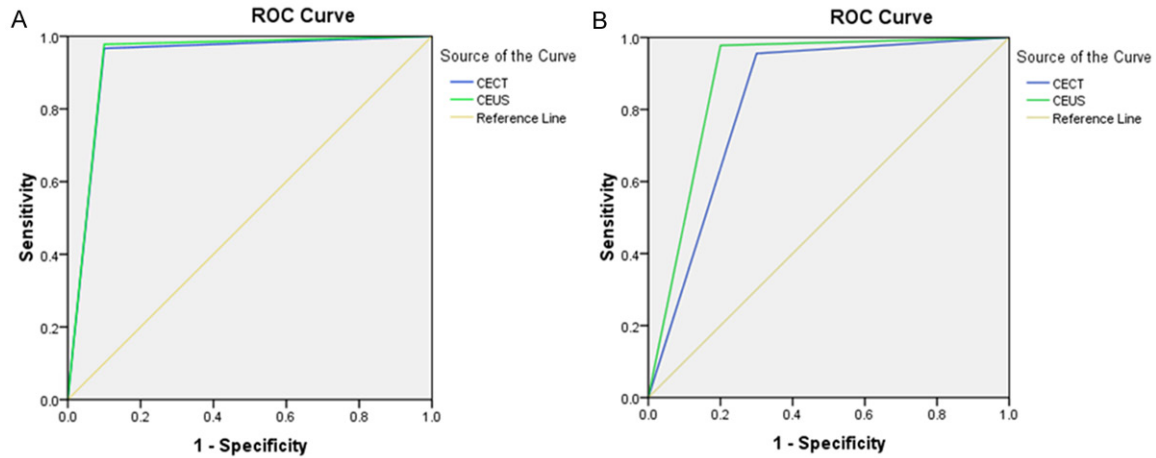 A
ROC Curve
Source of the Curve
CECT
CEUS
Reference Line
Sensitivity
1.0
0.8
0.6
0.4
0.2
0.0
0.0 0.2 0.4 0.6 0.8 1.0
1 - Specificity
B
ROC Curve
Source of the Curve
CECT
CEUS
Reference Line
Sensitivity
1.0
0.8
0.6
0.4
0.2
0.0
0.0 0.2 0.4 0.6 0.8 1.0
1 - Specificity